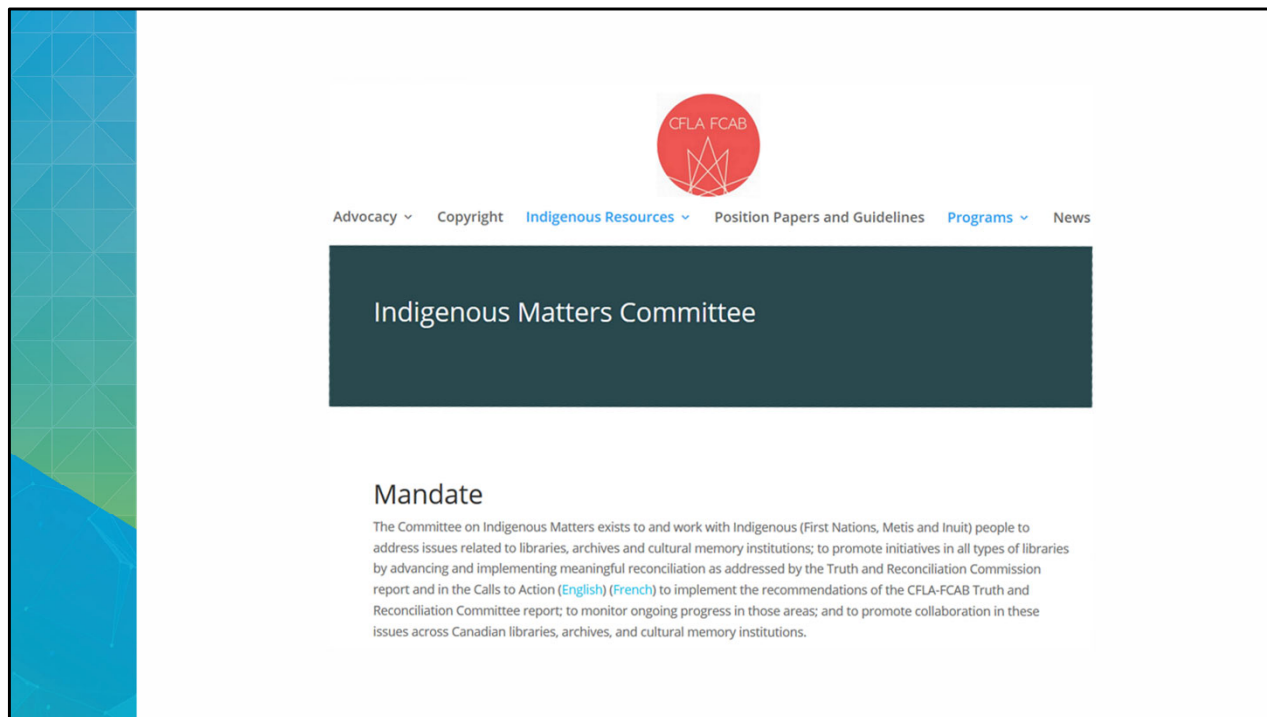 CFLA FCAB
Advocacy Copyright Indigenous Resources Position Papers and Guidelines Programs News
Indigenous Matters Committee
Mandate
The Committee on Indigenous Matters exists to and work with Indigenous (First Nations, Metis and Inuit) people to
address issues related to libraries, archives and cultural memory institutions; to promote initiatives in all types of libraries
by advancing and implementing meaningful reconciliation as addressed by the Truth and Reconciliation Commission
report and in the Calls to Action (English) (French) to implement the recommendations of the CFLA-FCAB Truth and
Reconciliation Committee report; to monitor ongoing progress in those areas; and to promote collaboration in these
issues across Canadian libraries, archives, and cultural memory institutions.